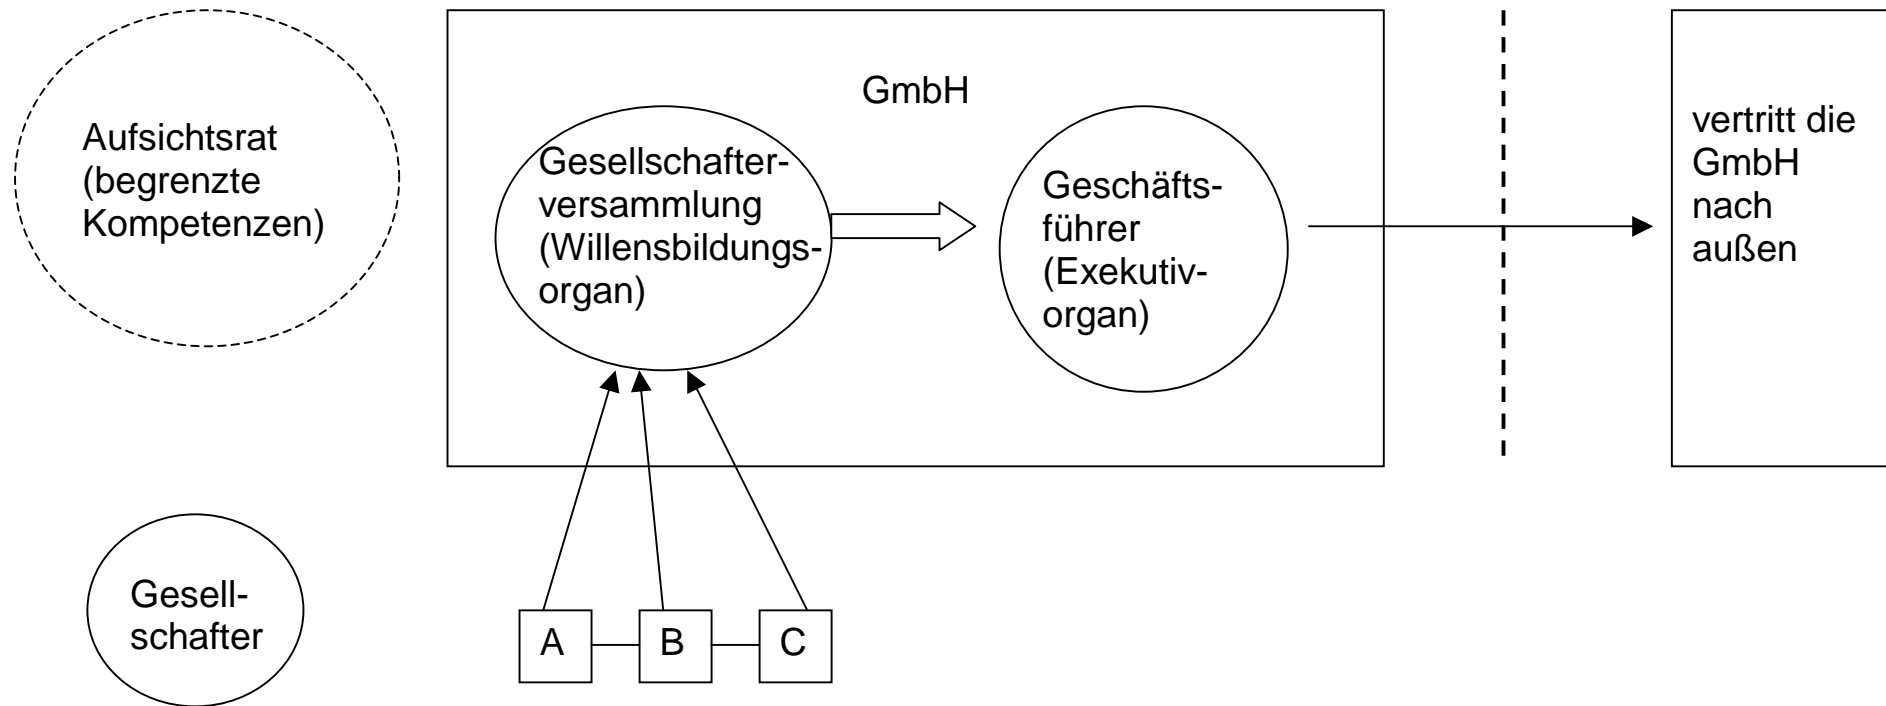 Aufsichtsrat
(begrenzte
Kompetenzen)
GmbH
Gesellschafter-
versammlung
(Willensbildungs-
organ)
Geschäfts-
führer
(Exekutiv-
organ)
vertritt die
GmbH
nach
außen
Gesell-
schafter
A
B
C